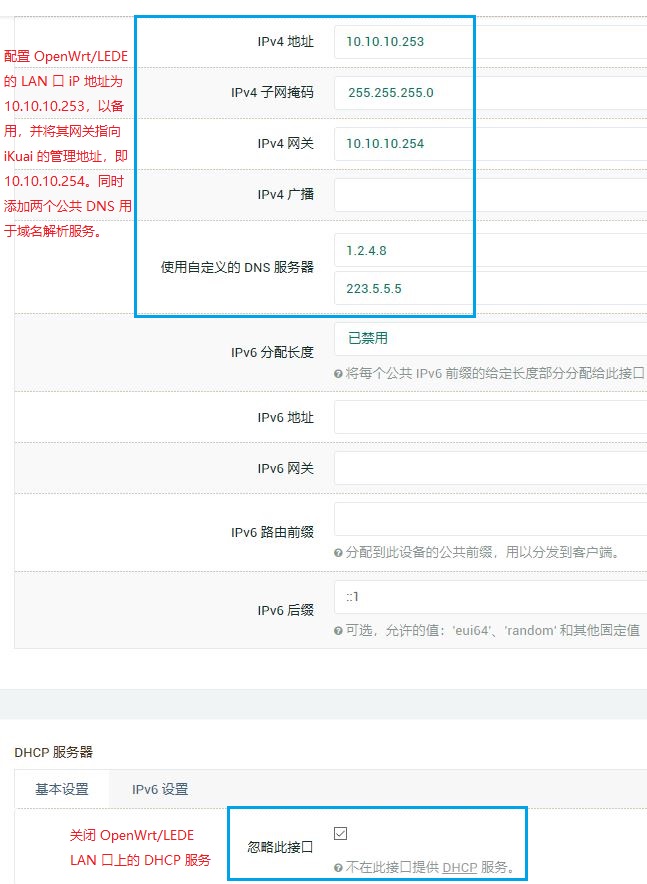 配置 OpenWrt/LEDE
的 LAN 口 iP 地址为
10.10.10.253，以备
用，并将其网关指向
iKuai 的管理地址，即
10.10.10.254。同时
添加两个公共 DNS 用
于域名解析服务。
IPv4 地址
10.10.10.253
IPv4 子网掩码
255.255.255.0
IPv4 网关
10.10.10.254
IPv4 广播
使用自定义的 DNS 服务器
1.2.4.8
223.5.5.5
IPv6 分配长度
已禁用
将每个公共 IPv6 前缀的给定长度部分分配给此接口
IPv6 地址
IPv6 网关
IPv6 路由前缀
分配到此设备的公共前缀，用以分发到客户端。
IPv6 后缀
::1
可选，允许的值：'eui64'、'random' 和其他固定值
DHCP 服务器
基本设置
IPv6 设置
关闭 OpenWrt/LEDE
LAN 口上的 DHCP 服务
忽略此接口
不在此接口提供 DHCP 服务。